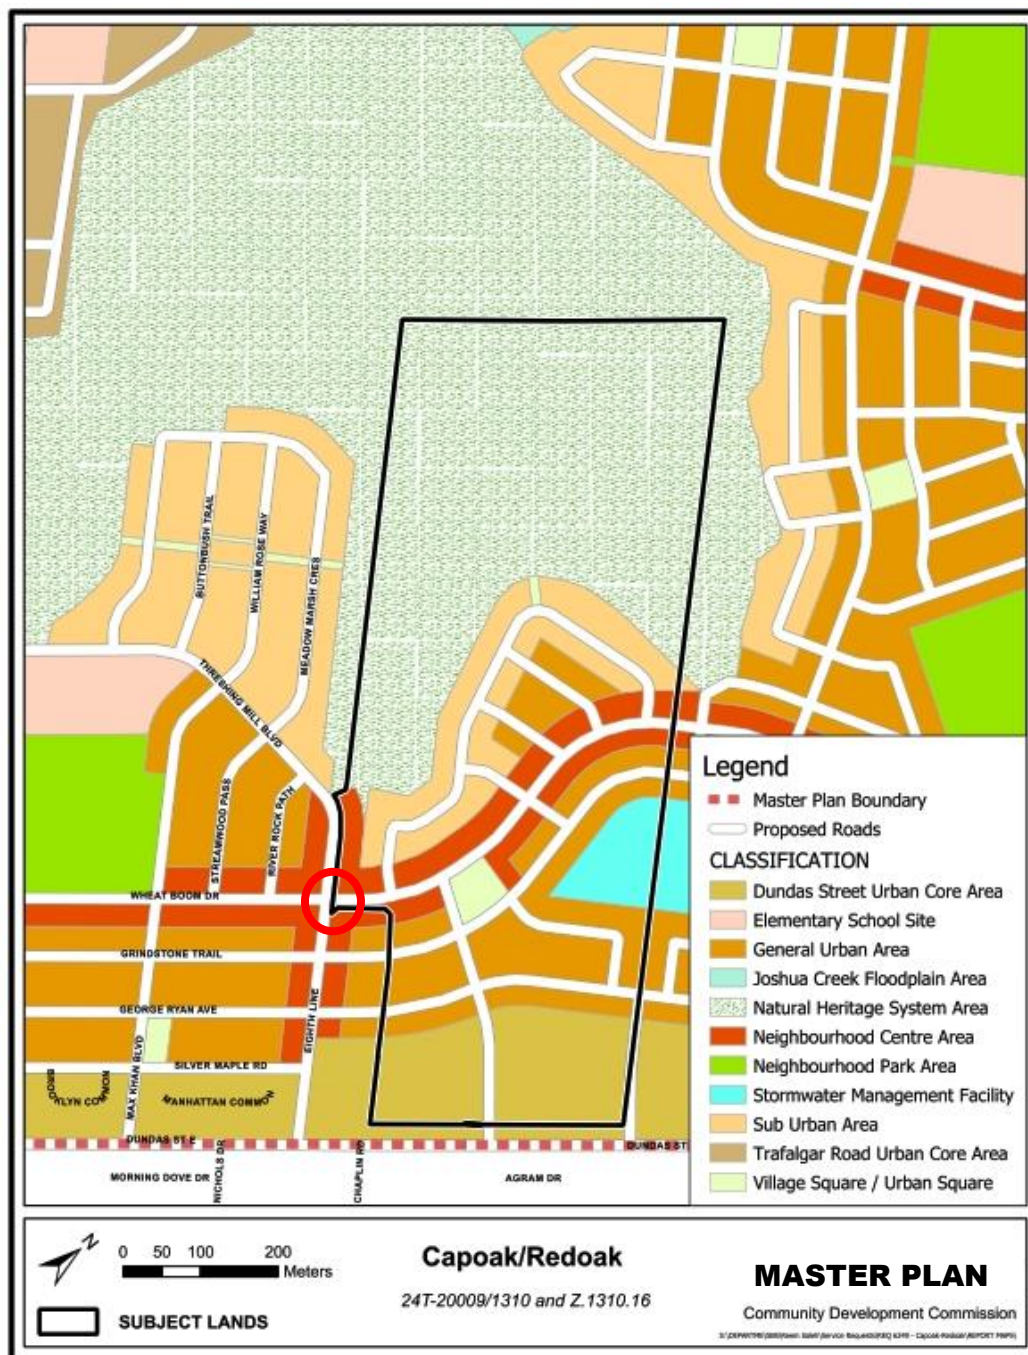 BUTTONBUSH TRAIL
WILLIAM ROSE WAY
MEADOW MARSH CRES
THRESHING MILL BLVD
STREAMWOOD PASS
RIVER ROCK PATH
WHEAT BOOM DR
GRINDSTONE TRAIL
GEORGE RYAN AVE
EIGHTH LINE
MAX KHAN BLVD
SILVER MAPLE RD
MANHATTAN COMMON
DUNDAS ST E
DUNDAS ST
MORNING DOVE DR
NICHOLS DR
CHAPLIN RD
AGRAM DR
Legend
Master Plan Boundary
Proposed Roads
CLASSIFICATION
Dundas Street Urban Core Area
Elementary School Site
General Urban Area
Joshua Creek Floodplain Area
Natural Heritage System Area
Neighbourhood Centre Area
Neighbourhood Park Area
Stormwater Management Facility
Sub Urban Area
Trafalgar Road Urban Core Area
Village Square / Urban Square
N
0 50 100 200
Meters
SUBJECT LANDS
Capoak/Redoak
24T-20009/1310 and Z.1310.16
MASTER PLAN
Community Development Commission